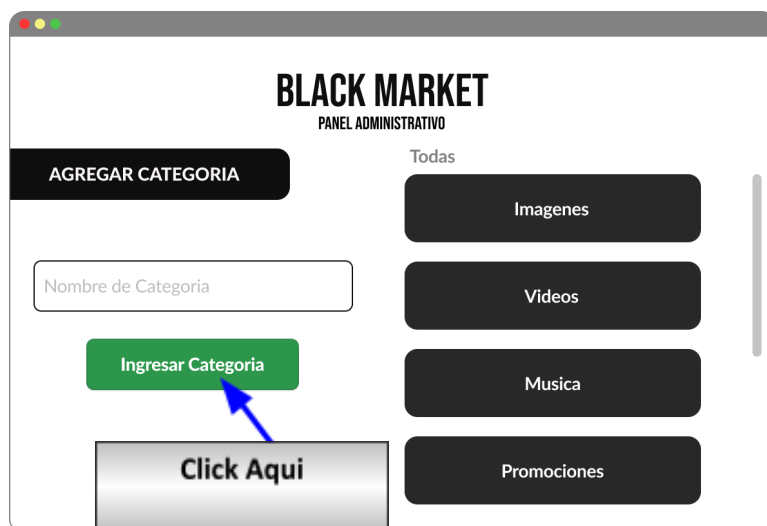 BLACK MARKET
PANEL ADMINISTRATIVO
AGREGAR CATEGORIA
Nombre de Categoria
Ingresar Categoria
Click Aqui
Todas
Imagenes
Videos
Musica
Promociones